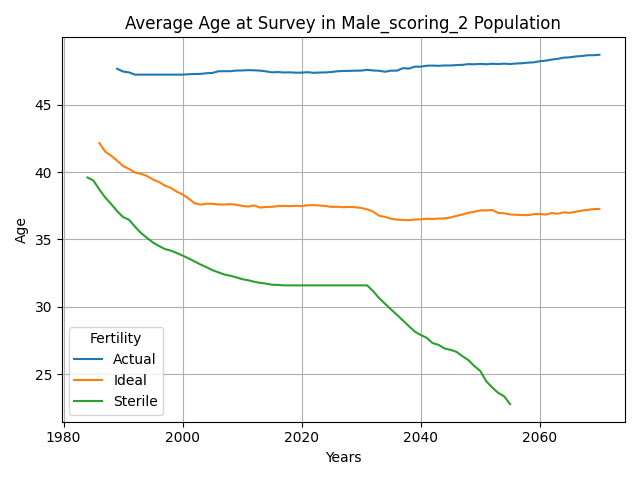 Average Age at Survey in Male_scoring_2 Population
Age
45
40
35
30
25
Fertility
Actual
Ideal
Sterile
1980
2000
2020
2040
2060
Years